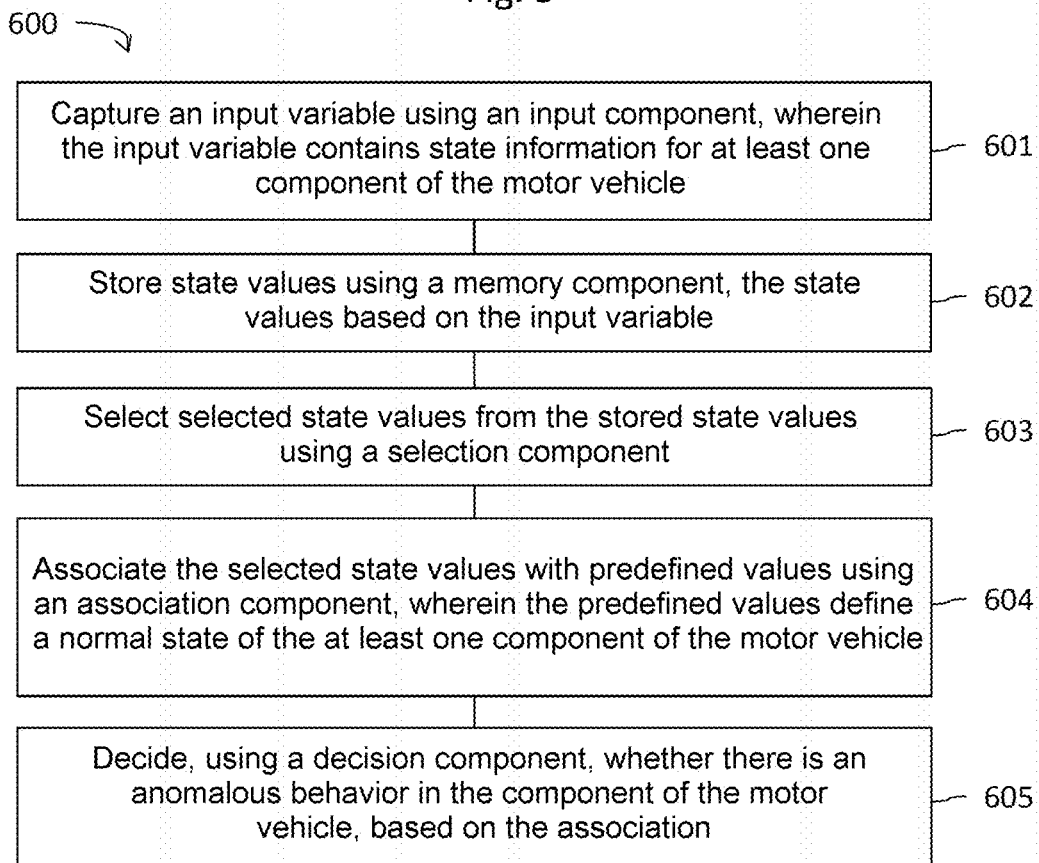 600
Capture an input variable using an input component, wherein
the input variable contains state information for at least one
component of the motor vehicle
601
Store state values using a memory component, the state
values based on the input variable
602
Select selected state values from the stored state values
using a selection component
603
Associate the selected state values with predefined values using
an association component, wherein the predefined values define
a normal state of the at least one component of the motor vehicle
604
Decide, using a decision component, whether there is an
anomalous behavior in the component of the motor
vehicle, based on the association
605